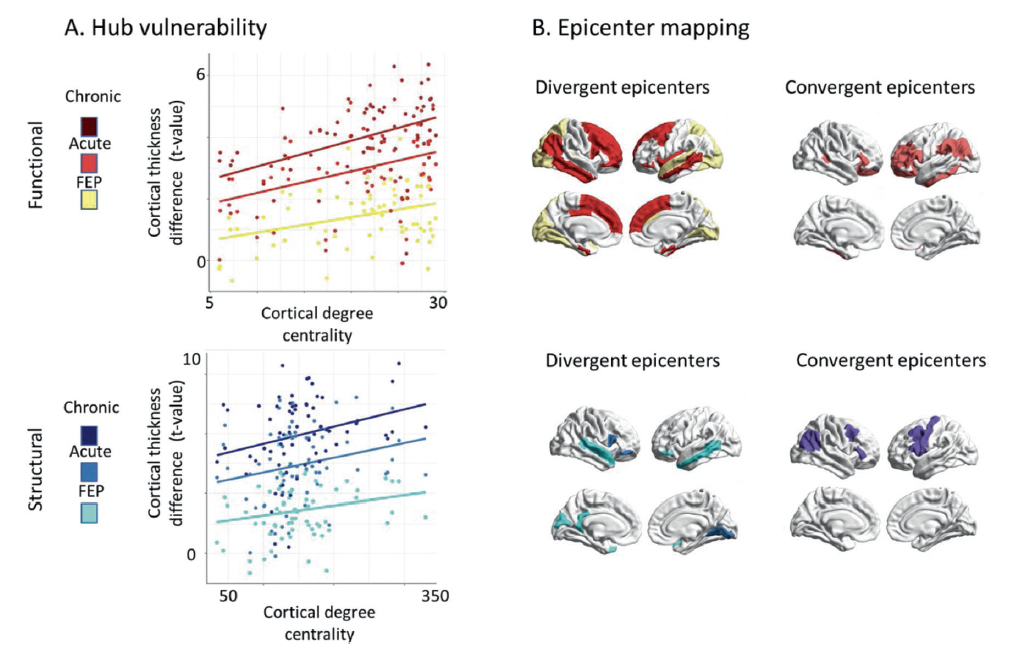 A. Hub vulnerability
B. Epicenter mapping
Functional
Chronic
Acute
FEP
Cortical thickness
difference (t-value)
6
0
5
30
Cortical degree
centrality
Divergent epicenters
Convergent epicenters
Structural
Chronic
Acute
FEP
Cortical thickness
difference (t-value)
10
0
50
350
Cortical degree
centrality
Divergent epicenters
Convergent epicenters